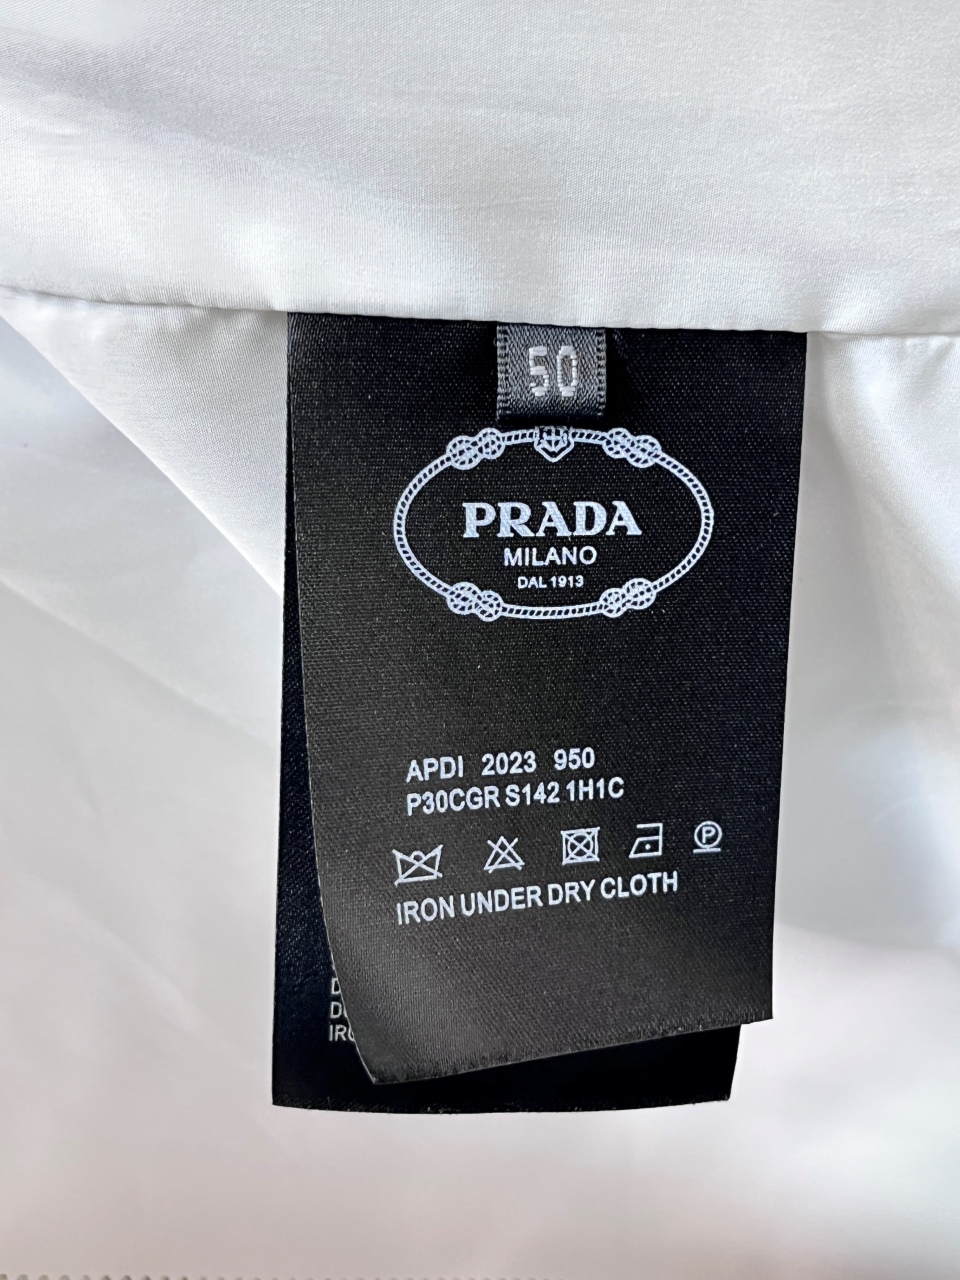 50
PRADA
MILANO
DAL 1913
APDI 2023 950
P30CGR S142 1H1C
P
IRON UNDER DRY CLOTH